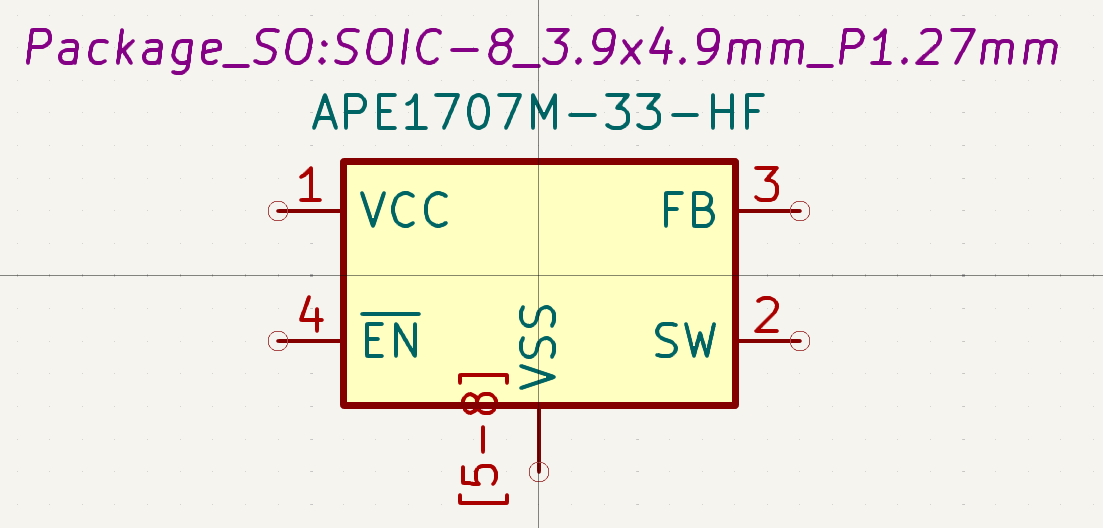 Package_SO:SOIC-8_3.9x4.9mm_P1.27mm
APE1707M-33-HF
1 VCC FB 3
4 EN SW 2
VSS
[5-8]